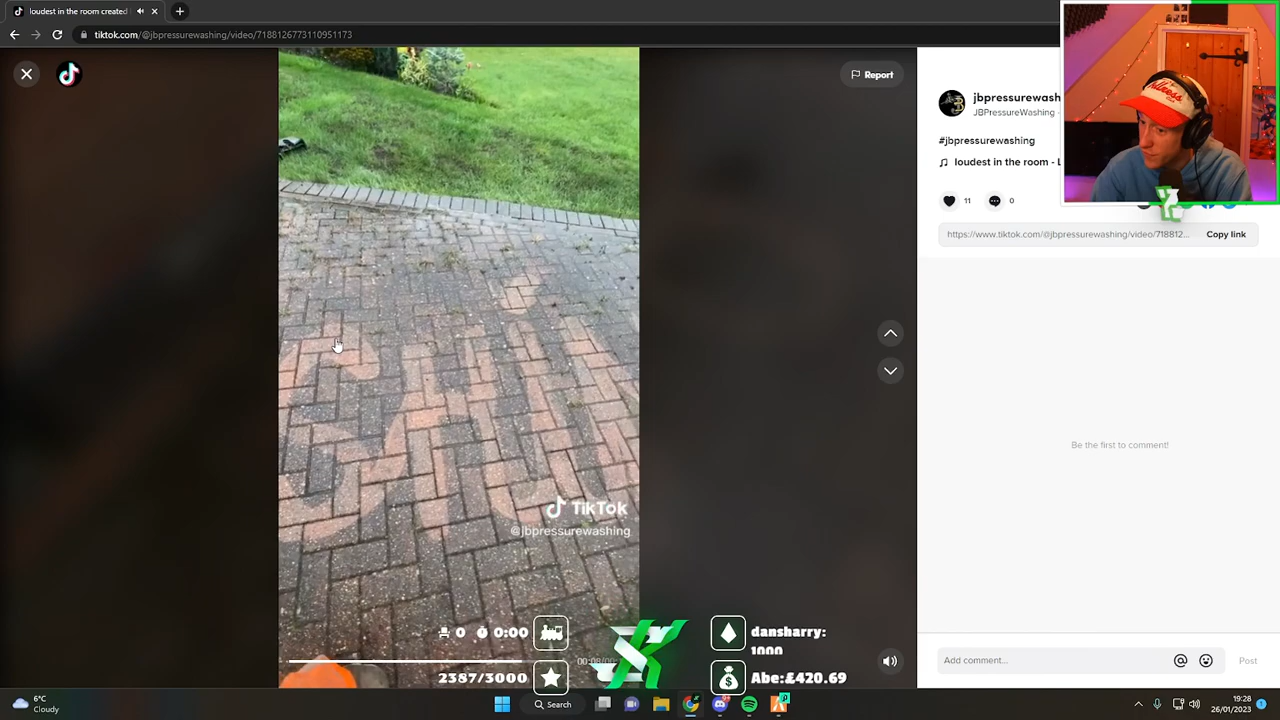 loudest in the room created
tiktok.com/@jbpressurewashing/video/7188126773110951173
Report
jbpressurewash
JBPressureWashing
#jbpressurewashing
loudest in the room - L
11
0
https://www.tiktok.com/@jbpressurewashing/video/718812...
Copy link
Be the first to comment!
TikTok
@jbpressurewashing
0 0:00
dansharry:
1000
2387/3000
Abe:£420.69
00:08/00:
Add comment...
Post
6°C
Cloudy
Search
19:28
26/01/2023